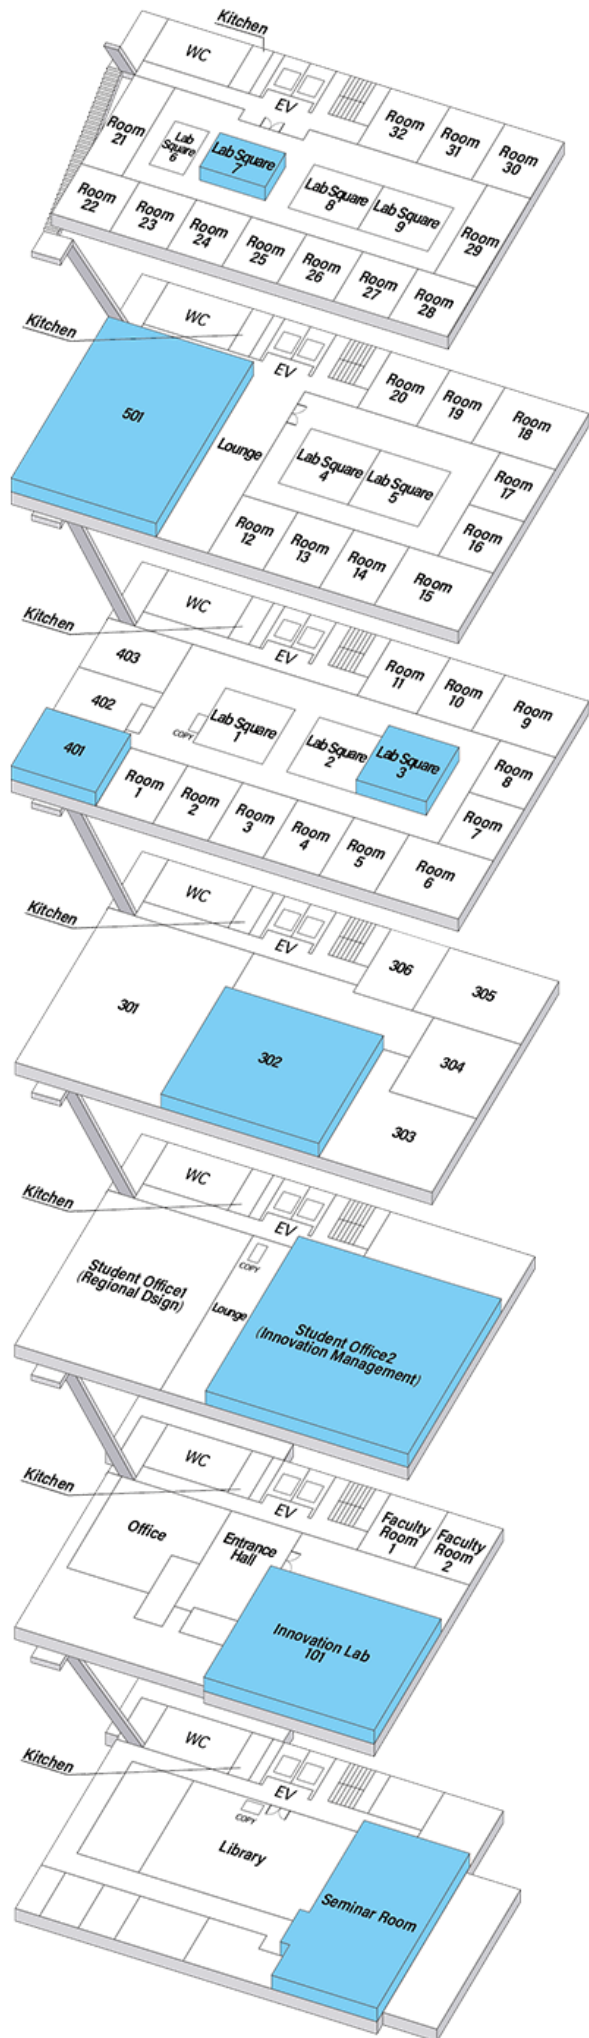 Kitchen
WC
EV
Room
32
Room
31
Room
30
Room
21
Lab
Square
6
Lab Square
7
Lab Square
8
Lab Square
9
Room
29
Room
22
Room
23
Room
24
Room
25
Room
26
Room
27
Room
28
WC
Kitchen
EV
501
Lounge
Room
20
Room
19
Room
18
Lab Square
4
Lab Square
5
Room
17
Room
16
Room
12
Room
13
Room
14
Room
15
WC
Kitchen
EV
403
402
401
COPY
Lab Square
1
Lab Square
2
Lab Square
3
Room
11
Room
10
Room
9
Room
8
Room
7
Room
1
Room
2
Room
3
Room
4
Room
5
Room
6
WC
Kitchen
EV
301
302
306
305
304
303
WC
Kitchen
EV
COPY
Student Office1
(Regional Dsign)
Lounge
Student Office2
(Innovation Management)
WC
Kitchen
EV
Office
Entrance
Hall
Faculty
Room
1
Faculty
Room
2
Innovation Lab
101
WC
Kitchen
EV
COPY
Library
Seminar Room